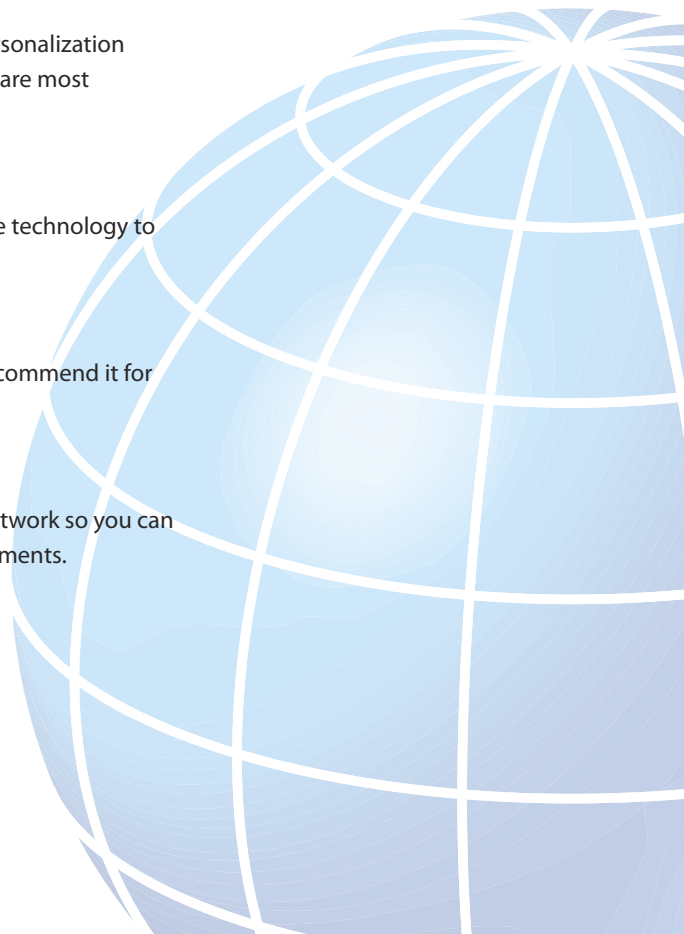 sonalization
are most
e technology to
commend it for
twork so you can
ments.